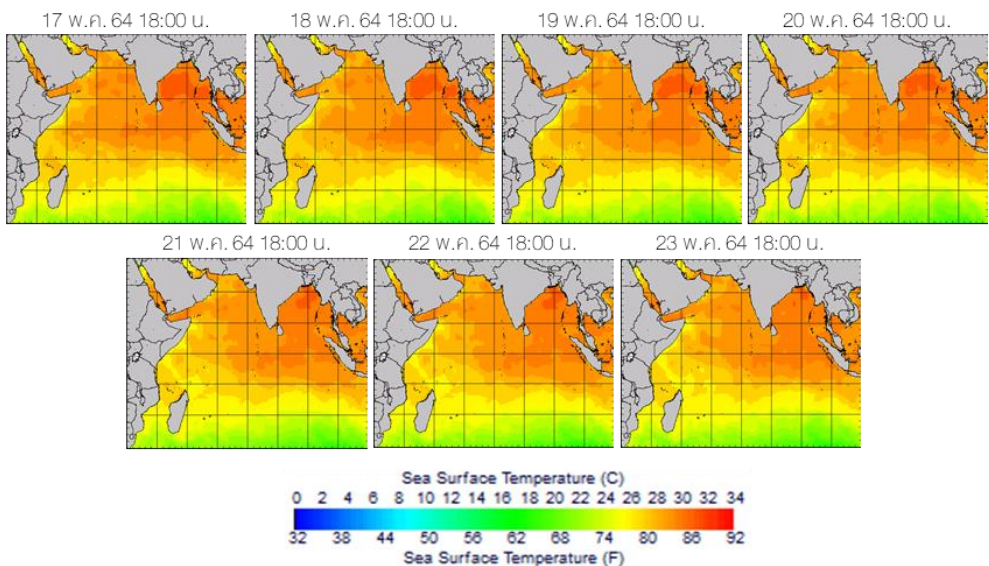 17 พ.ค. 64 18:00 น.
18 พ.ค. 64 18:00 น.
19 พ.ค. 64 18:00 น.
20 พ.ค. 64 18:00 น.
21 พ.ค. 64 18:00 น.
22 พ.ค. 64 18:00 น.
23 พ.ค. 64 18:00 น.
Sea Surface Temperature (C)
0 2 4 6 8 10 12 14 16 18 20 22 24 26 28 30 32 34
32 38 44 50 56 62 68 74 80 86 92
Sea Surface Temperature (F)